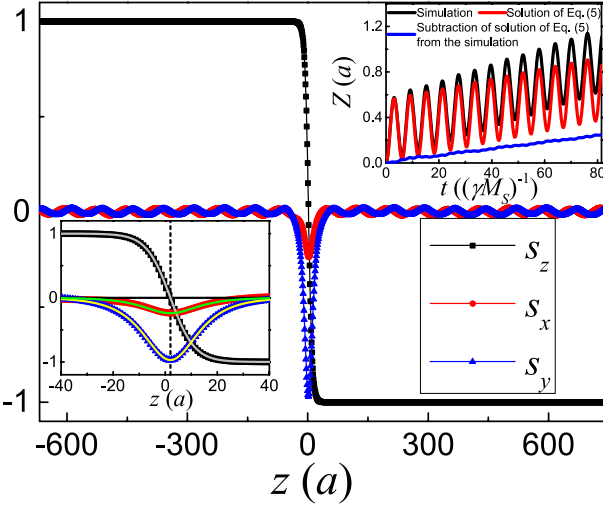 1
0
-1
-600
-300
0
300
600
z (a)
Simulation
Solution of Eq. (5)
Subtraction of solution of Eq. (5)
from the simulation
1.2
0.8
0.4
0.0
Z (a)
0
20
40
60
80
t ((γM_S)^-1)
1
0
-1
-40
-20
0
20
40
z (a)
s_z
s_x
s_y